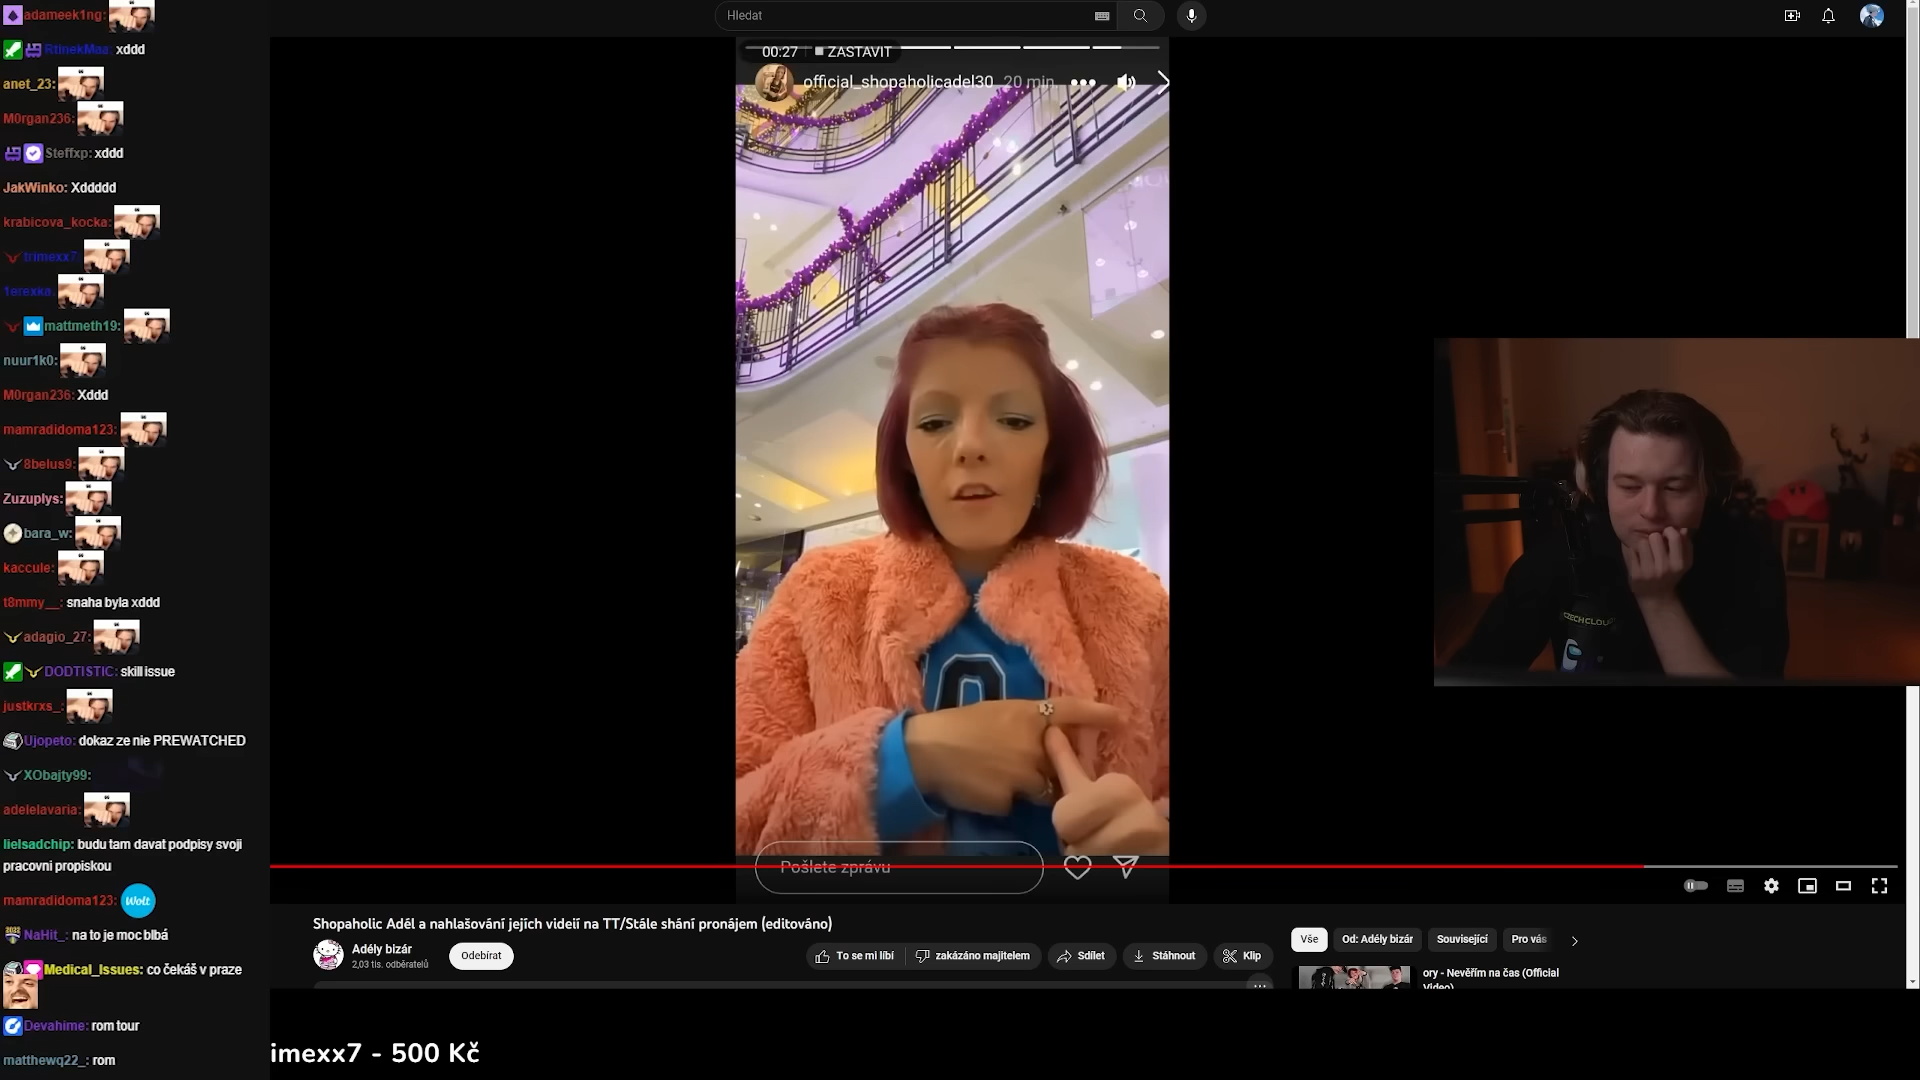 adameek1ng:
RtinekMaa: xddd
anet_23:
M0rgan236:
Steffxp: xddd
JakWinko: Xddddd
krabicova_kocka:
trimexx7:
1erexka:
mattmeth19:
nuur1k0:
M0rgan236: Xddd
mamradidoma123:
8belus9:
Zuzuplys:
bara_w:
kaccule:
t8mmy__: snaha byla xddd
adagio_27:
DODTISTIC: skill issue
justkrxs_:
Ujopeto: dokaz ze nie PREWATCHED
XObajty99:
adelelavaria:
lielsadchip: budu tam davat podpisy svoji
pracovni propiskou
mamradidoma123: Wolt
NaHit_: na to je moc blbá
Medical_Issues: co čekáš v praze
Devahime: rom tour
matthewq22_: rom
Hledat
00:27 ZASTAVIT
official_shopaholicadel30 20 min.
0
Pošlete zprávu
CZECH CLOUD
Shopaholic Adél a nahlašování jejích videií na TT/Stále shání pronájem (editováno)
Adély bizár
2,03 tis. odběratelů
Odebírat
To se mi líbí
zakázáno majitelem
Sdílet
Stáhnout
Klip
Vše
Od: Adély bizár
Související
Pro vás
ory - Nevěřím na čas (Official
Video)
imexx7 - 500 Kč